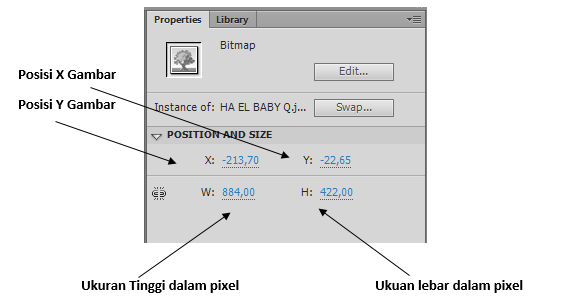 Properties Library
Bitmap
Posisi X Gambar
Edit...
Posisi Y Gambar
Instance of: HA EL BABY Q.j... Swap...
POSITION AND SIZE
X: -213,70 Y: -22,65
W: 884,00 H: 422,00
Ukuran Tinggi dalam pixel Ukuan lebar dalam pixel